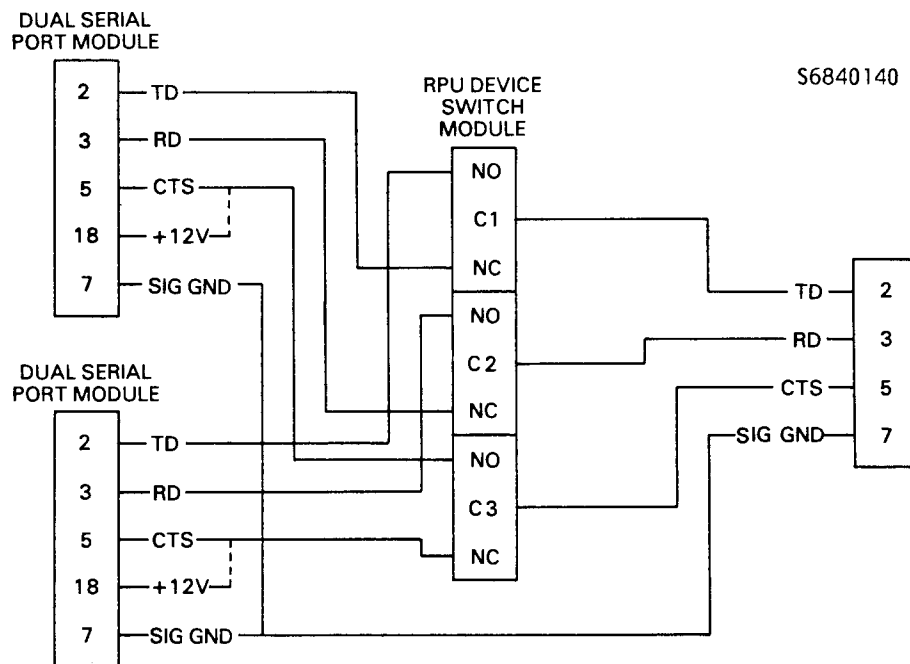 DUAL SERIAL
PORT MODULE
2 TD
3 RD
5 CTS
18 +12V
7 SIG GND
DUAL SERIAL
PORT MODULE
2 TD
3 RD
5 CTS
18 +12V
7 SIG GND
RPU DEVICE
SWITCH
MODULE
NO
C1
NC
NO
C2
NC
NO
C3
NC
S6840140
TD 2
RD 3
CTS 5
SIG GND 7